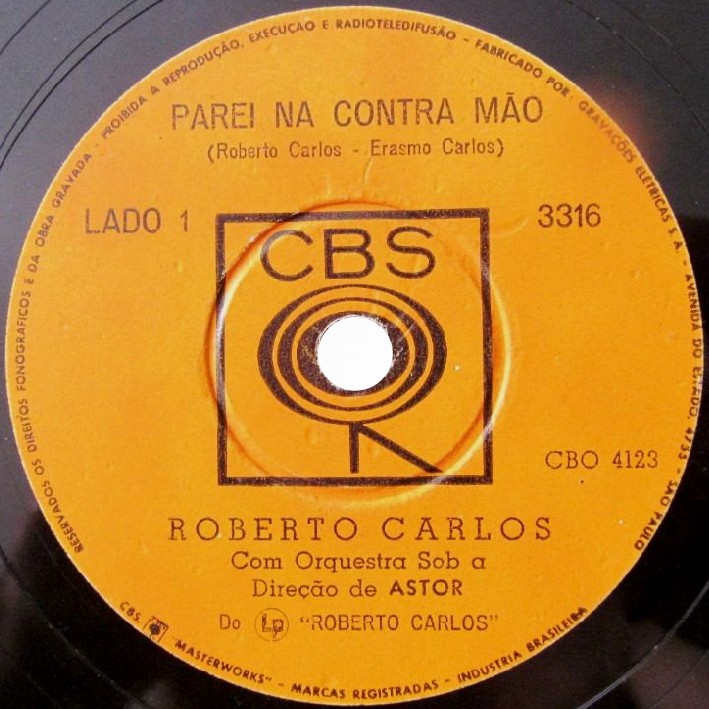 RESERVADOS OS DIREITOS FONOGRÁFICOS E DA OBRA GRAVADA - PROIBIDA A REPRODUÇÃO, EXECUÇÃO E RADIOTELEDIFUSÃO - FABRICADO POR: GRAVAÇÕES ELÉTRICAS S. A. - AVENIDA DO ESTADO, 4755 - SÃO PAULO
PAREI NA CONTRA MÃO
(Roberto Carlos - Erasmo Carlos)
LADO 1
3316
CBS
CBO 4123
ROBERTO CARLOS
Com Orquestra Sob a
Direção de ASTOR
Do Lp "ROBERTO CARLOS"
CBS, "MASTERWORKS" - MARCAS REGISTRADAS - INDUSTRIA BRASILEIRA